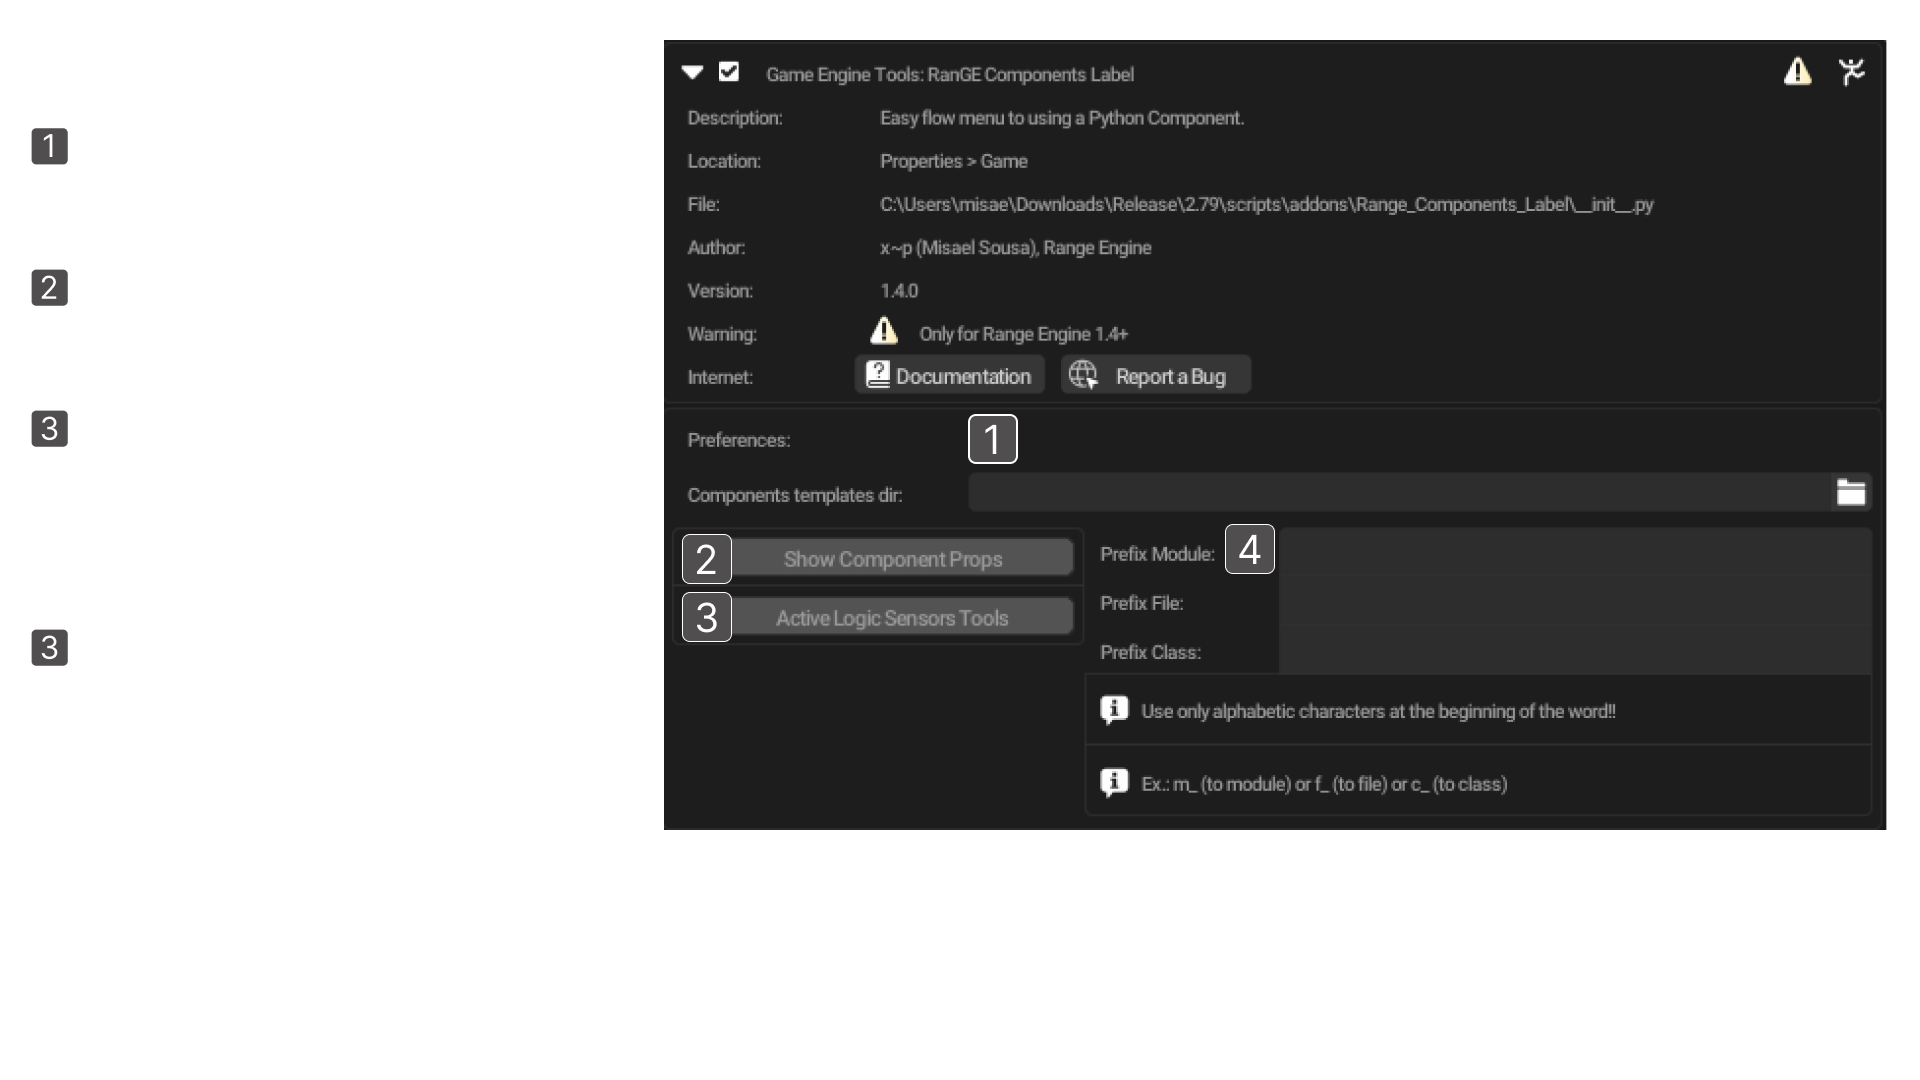 1
2
3
3
Game Engine Tools: RanGE Components Label
Description: Easy flow menu to using a Python Component.
Location: Properties > Game
File: C:\Users\misae\Downloads\Release\2.79\scripts\addons\Range_Components_Label\__init__.py
Author: x~p (Misael Sousa), Range Engine
Version: 1.4.0
Warning: Only for Range Engine 1.4+
Internet: Documentation Report a Bug
Preferences: 1
Components templates dir:
2 Show Component Props
3 Active Logic Sensors Tools
Prefix Module: 4
Prefix File:
Prefix Class:
Use only alphabetic characters at the beginning of the word!!
Ex.: m_ (to module) or f_ (to file) or c_ (to class)